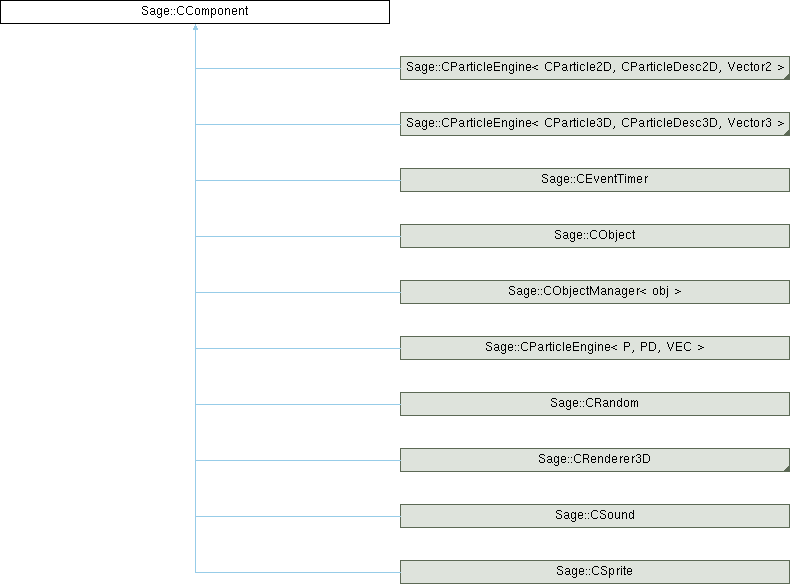 Sage::CComponent
Sage::CParticleEngine< CParticle2D, CParticleDesc2D, Vector2 >
Sage::CParticleEngine< CParticle3D, CParticleDesc3D, Vector3 >
Sage::CEventTimer
Sage::CObject
Sage::CObjectManager< obj >
Sage::CParticleEngine< P, PD, VEC >
Sage::CRandom
Sage::CRenderer3D
Sage::CSound
Sage::CSprite